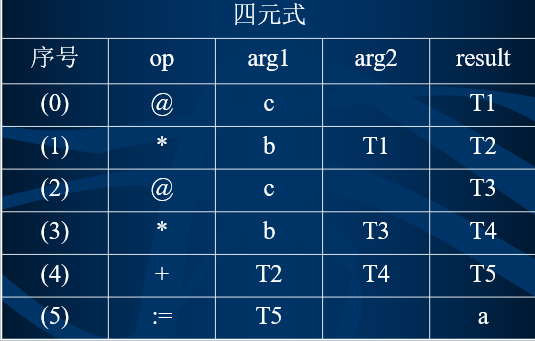 四元式
序号 op arg1 arg2 result
(0) @ c T1
(1) * b T1 T2
(2) @ c T3
(3) * b T3 T4
(4) + T2 T4 T5
(5) := T5 a